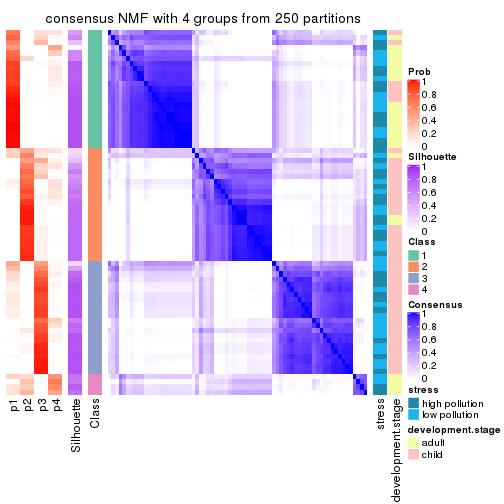 consensus NMF with 4 groups from 250 partitions
Prob
1
0.8
0.6
0.4
0.2
0
Silhouette
1
0.8
0.6
0.4
0.2
0
Class
1
2
3
4
Consensus
1
0.8
0.6
0.4
0.2
0
stress
high pollution
low pollution
development.stage
adult
child
p1
p2
p3
p4
Silhouette
Class
stress
development.stage